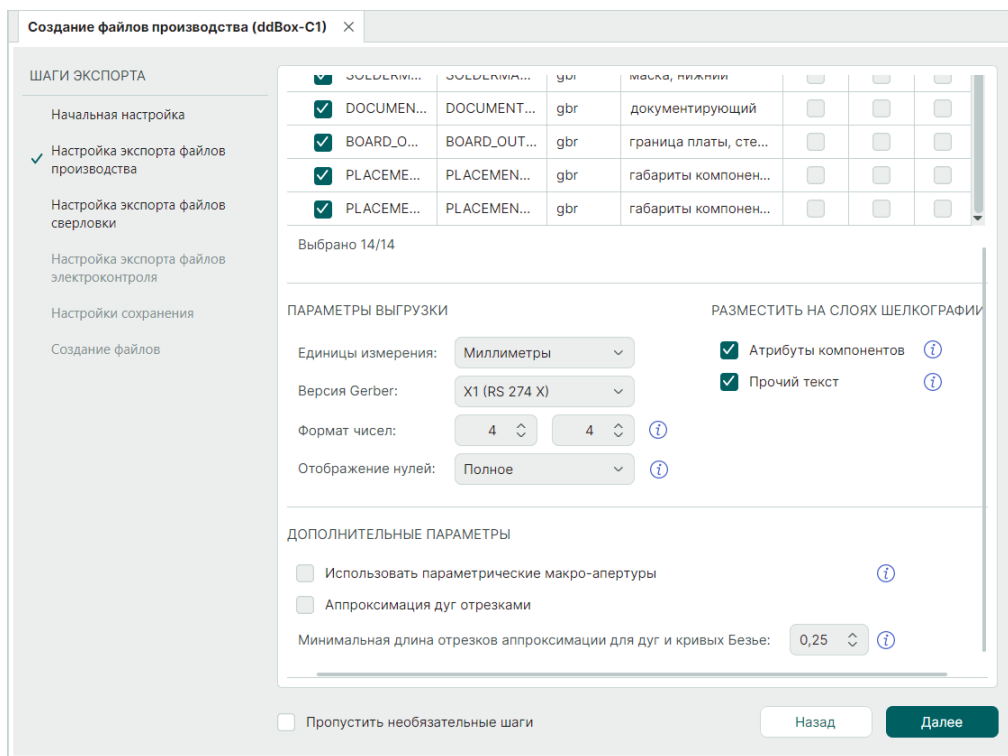 Создание файлов производства (ddBox-C1)
ШАГИ ЭКСПОРТА
Начальная настройка
Настройка экспорта файлов
производства
Настройка экспорта файлов
сверловки
Настройка экспорта файлов
электроконтроля
Настройки сохранения
Создание файлов
SOLDERM... SOLDERMA... gbr маска, нижний
DOCUMEN... DOCUMENT... gbr документирующий
BOARD_O... BOARD_OUT... gbr граница платы, сте...
PLACEME... PLACEMEN... gbr габариты компонен...
PLACEME... PLACEMEN... gbr габариты компонен...
Выбрано 14/14
ПАРАМЕТРЫ ВЫГРУЗКИ
Единицы измерения: Миллиметры
Версия Gerber: X1 (RS 274 X)
Формат чисел: 4 4
Отображение нулей: Полное
РАЗМЕСТИТЬ НА СЛОЯХ ШЕЛКОГРАФИИ
Атрибуты компонентов
Прочий текст
ДОПОЛНИТЕЛЬНЫЕ ПАРАМЕТРЫ
Использовать параметрические макро-апертуры
Аппроксимация дуг отрезками
Минимальная длина отрезков аппроксимации для дуг и кривых Безье: 0,25
Пропустить необязательные шаги
Назад
Далее